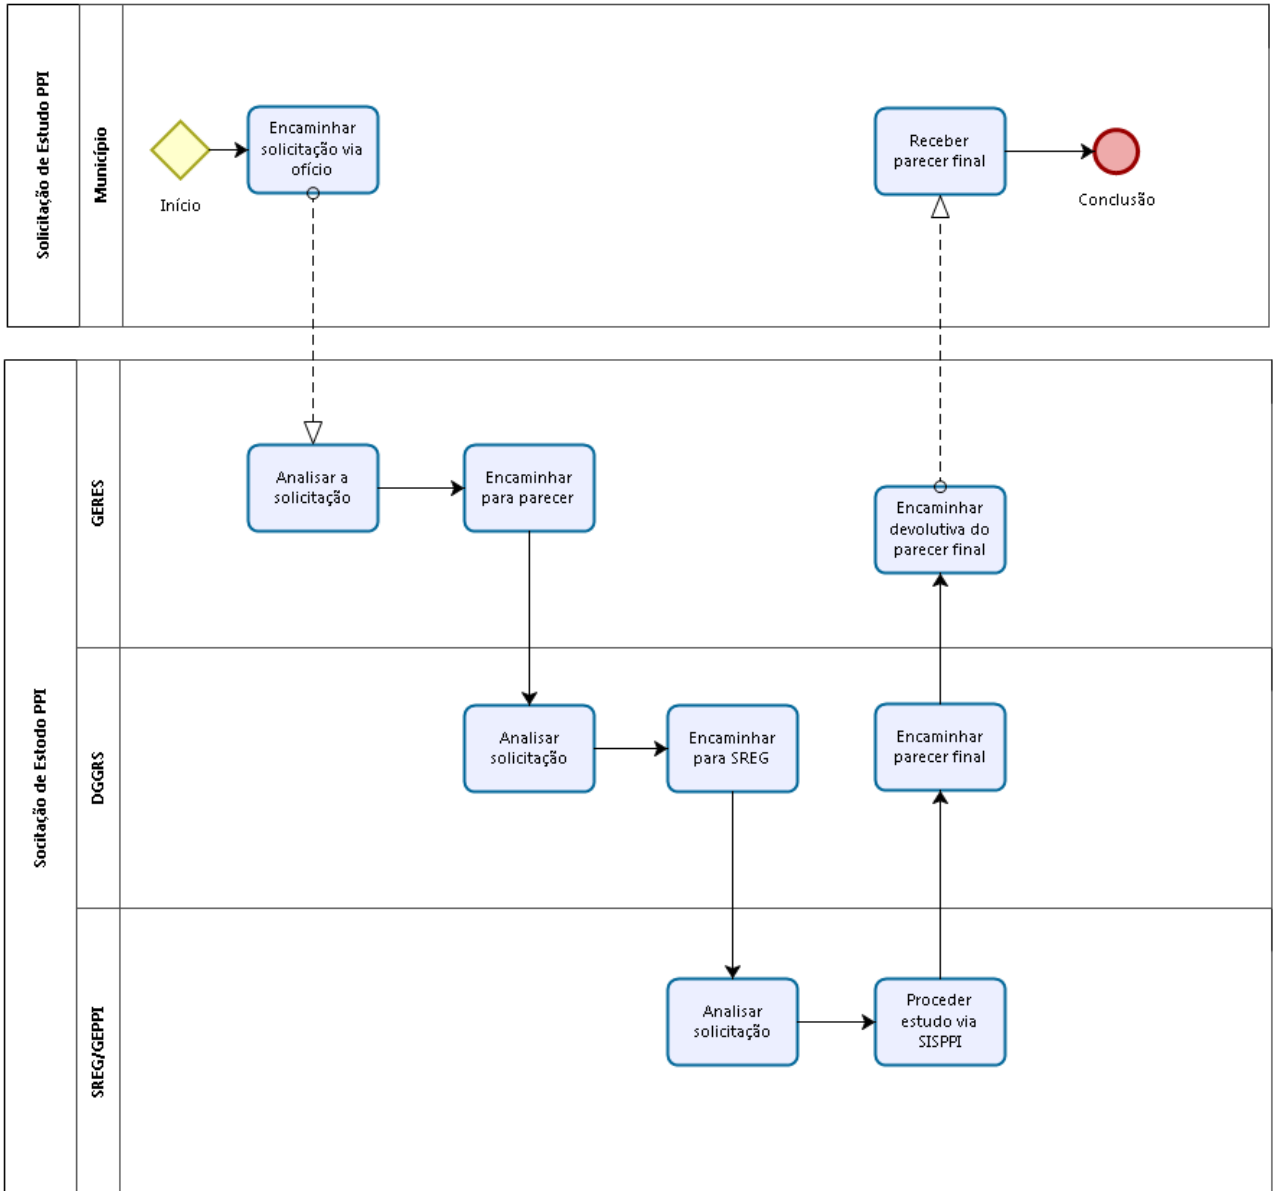 Solicitação de Estudo PPI
Município
Início
Encaminhar
solicitação via
ofício
Receber
parecer final
Conclusão
Socitação de Estodo PPI
GERES
Analisar a
solicitação
Encaminhar
para parecer
Encaminhar
devolutiva do
parecer final
DGGRS
Analisar
solicitação
Encaminhar
para SREG
Encaminhar
parecer final
SREG/GEPPI
Analisar
solicitação
Proceder
estudo via
SISPPI